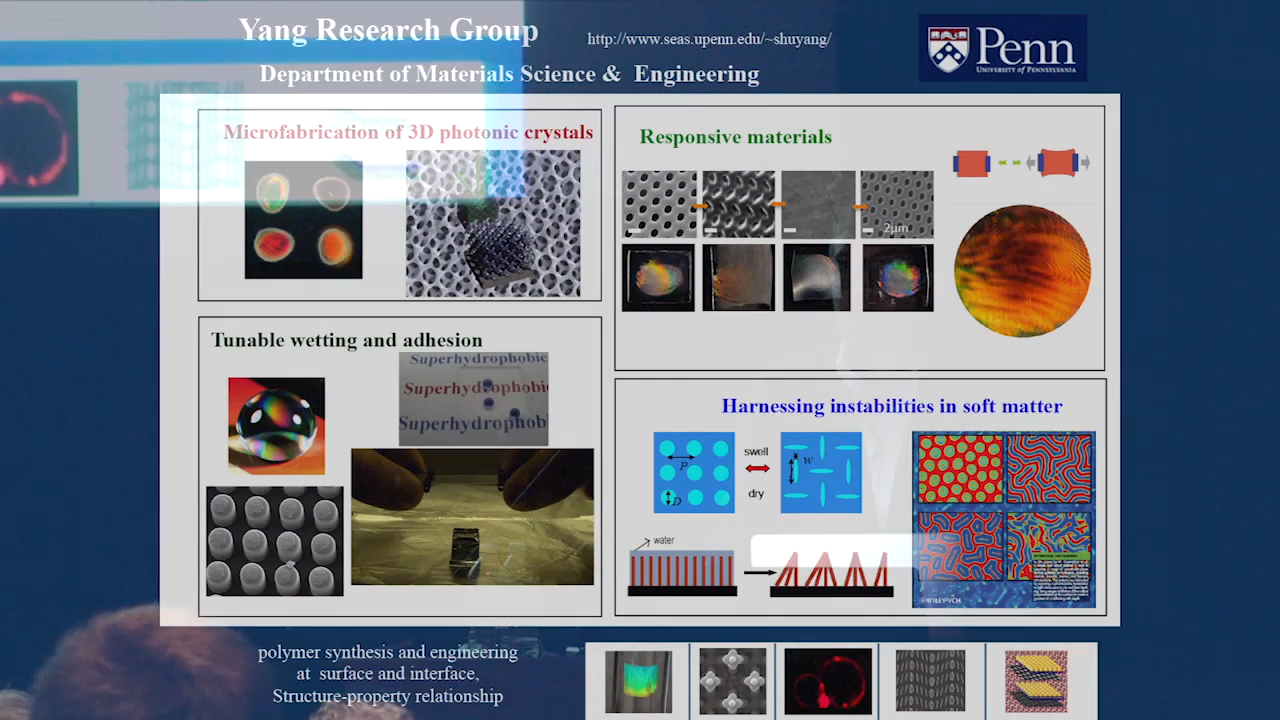 Yang Research Group
http://www.seas.upenn.edu/~shuyang/
Penn
UNIVERSITY of PENNSYLVANIA
Department of Materials Science & Engineering
Microfabrication of 3D photonic crystals
Responsive materials
2μm
Tunable wetting and adhesion
Superhydrophobic
Superhydrophobi
Superhydrophobi
Harnessing instabilities in soft matter
P
D
swell
dry
w
water
WILEY-VCH
polymer synthesis and engineering
at surface and interface,
Structure-property relationship